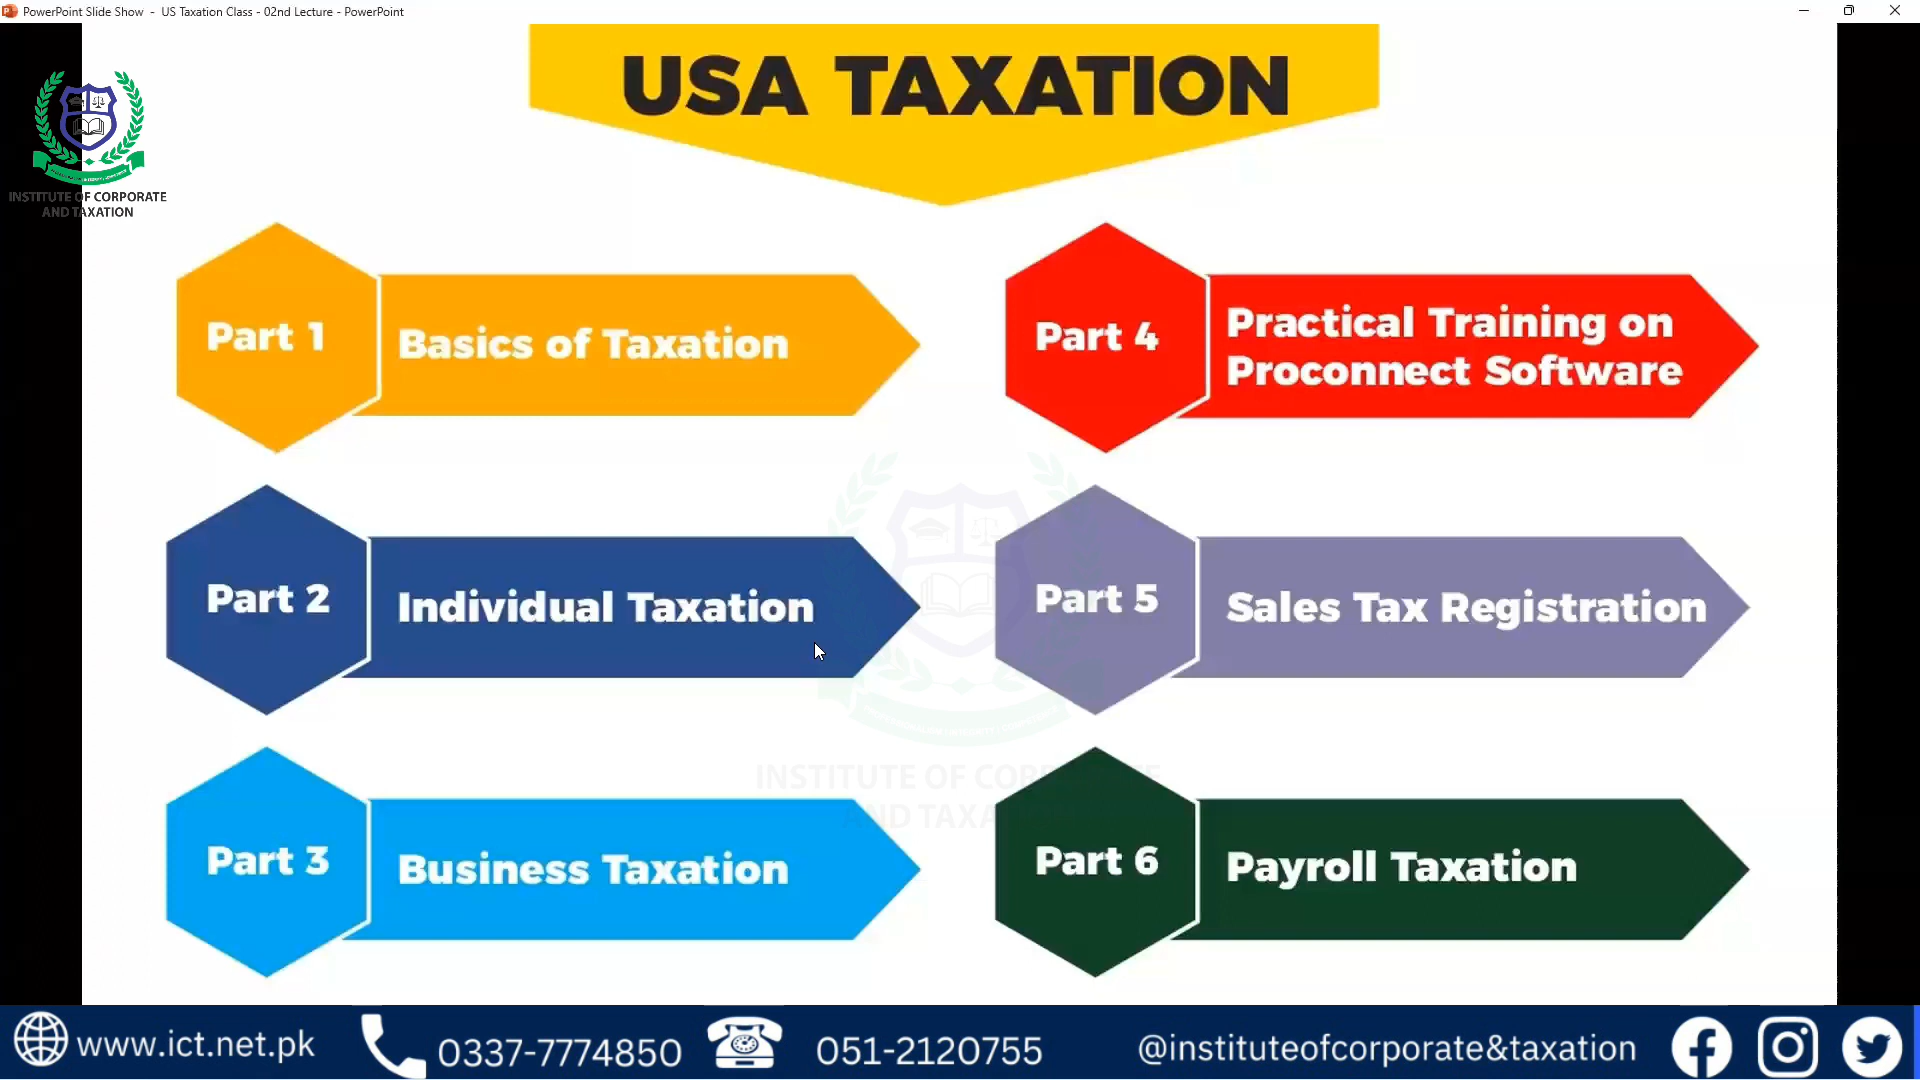 PowerPoint Slide Show - US Taxation Class - 02nd Lecture - PowerPoint
INSTITUTE OF CORPORATE
AND TAXATION
USA TAXATION
Part 1
Basics of Taxation
Part 2
Individual Taxation
Part 3
Business Taxation
Part 4
Practical Training on
Proconnect Software
Part 5
Sales Tax Registration
Part 6
Payroll Taxation
www.ict.net.pk
0337-7774850
051-2120755
@instituteofcorporate&taxation